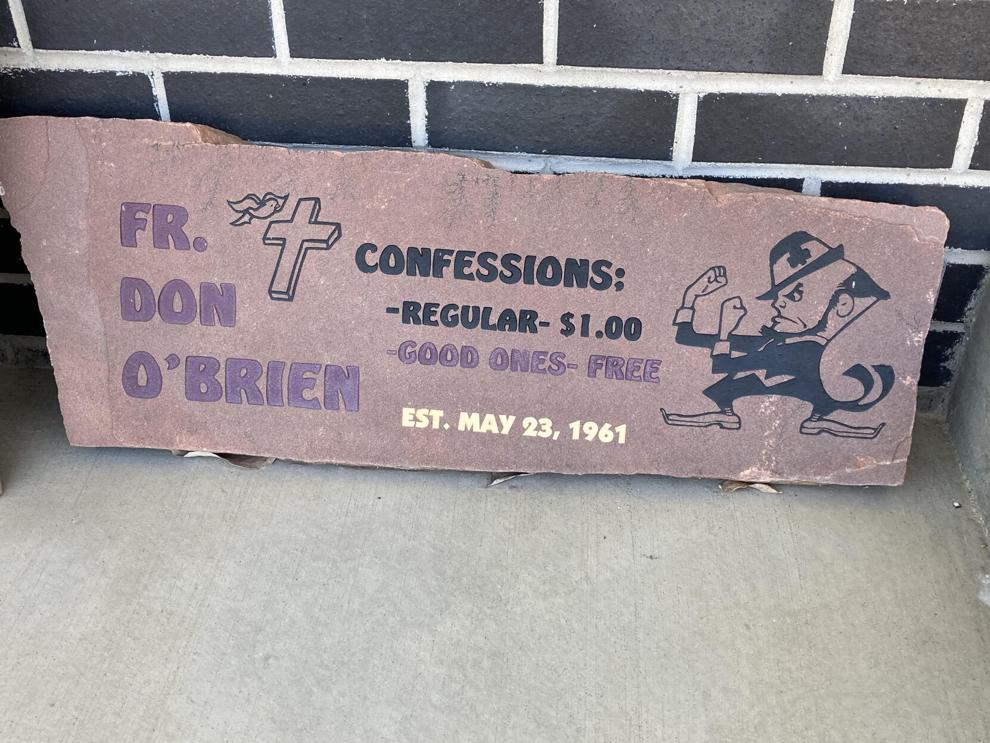 FR.
DON
O'BRIEN
CONFESSIONS;
-REGULAR- $1.00
-GOOD ONES- FREE
EST. MAY 23, 1961